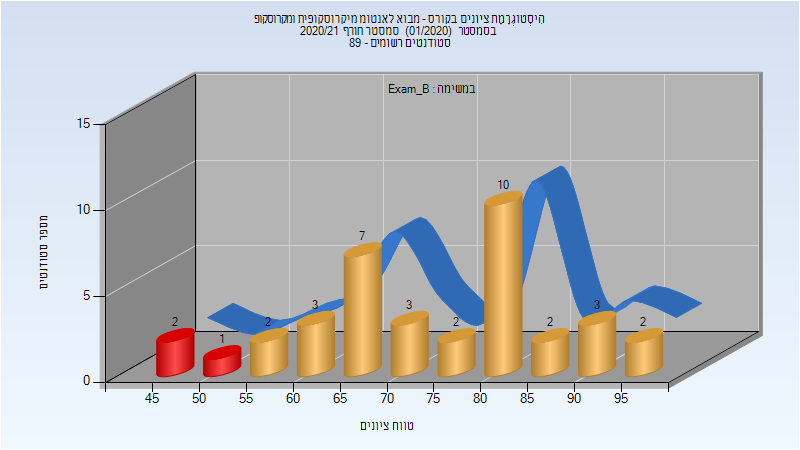 היסטוגרמת ציונים בקורס - מבוא לאנטומ מיקרוסקופית ומקרוסקופ
בסמסטר (01/2020) סמסטר חורף 2020/21
סטודנטים רשומים - 89
במשימה : Exam_B
מספר סטודנטים
15
10
5
0
2
1
2
3
7
3
2
10
2
3
2
45 50 55 60 65 70 75 80 85 90 95
טווח ציונים